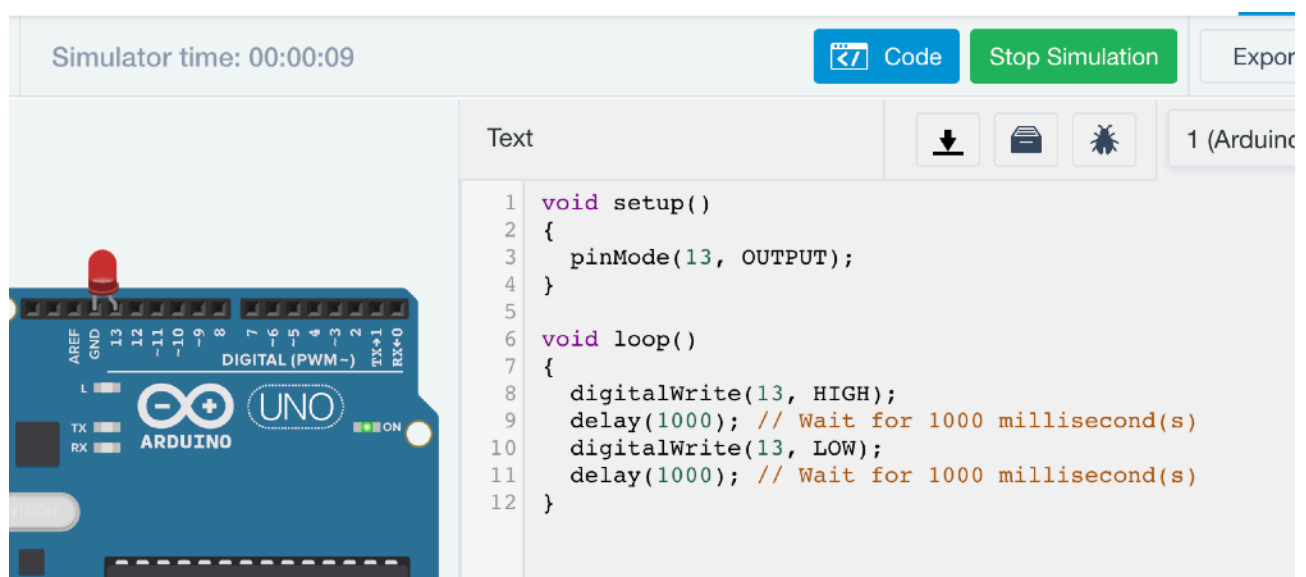 Simulator time: 00:00:09
Code
Stop Simulation
Expor
Text
1 (Arduino
1 void setup()
2 {
3   pinMode(13, OUTPUT);
4 }
5
6 void loop()
7 {
8   digitalWrite(13, HIGH);
9   delay(1000); // Wait for 1000 millisecond(s)
10   digitalWrite(13, LOW);
11   delay(1000); // Wait for 1000 millisecond(s)
12 }
AREF
GND
13
12
~11
~10
~9
8
7
~6
~5
4
~3
2
TX→1
RX←0
DIGITAL (PWM~)
L
TX
RX
ARDUINO
UNO
ON